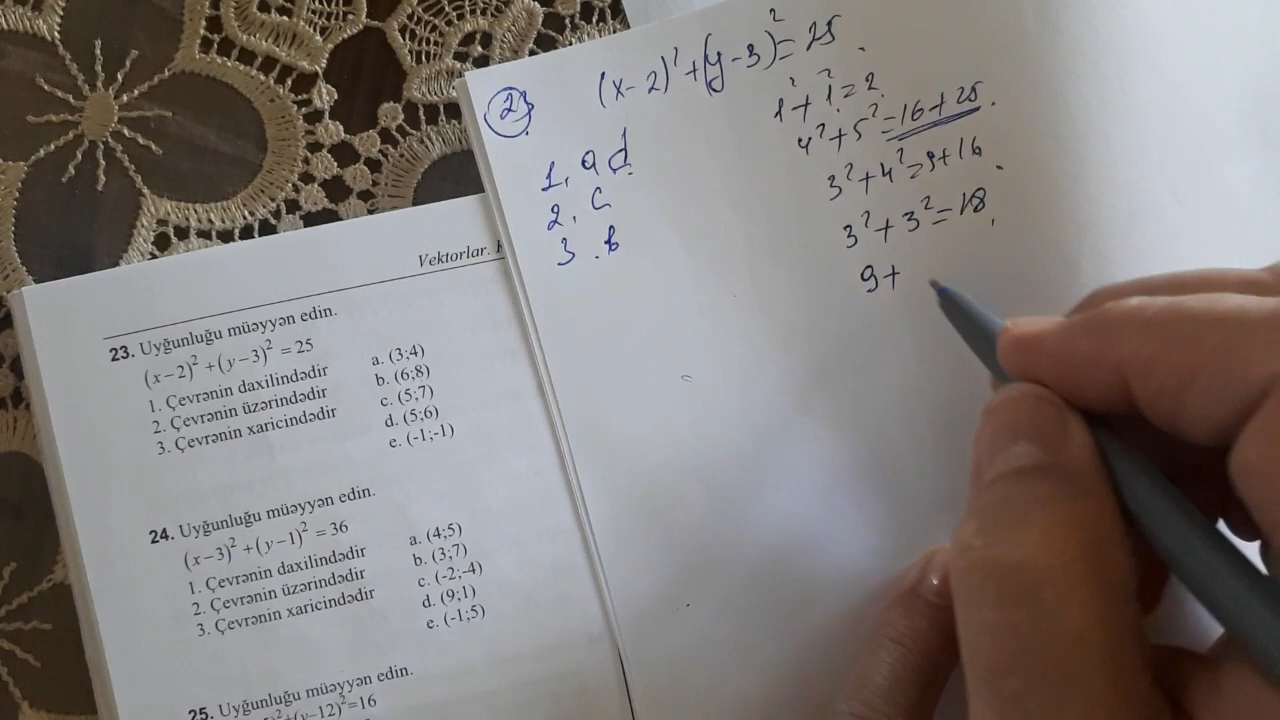 Vektorlar.
23. Uyğunluğu müəyyən edin.
(x−2)² + (y−3)² = 25
1. Çevrənin daxilindədir
2. Çevrənin üzərindədir
3. Çevrənin xaricindədir
a. (3;4)
b. (6;8)
c. (5;7)
d. (5;6)
e. (-1;-1)
24. Uyğunluğu müəyyən edin.
(x−3)² + (y−1)² = 36
1. Çevrənin daxilindədir
2. Çevrənin üzərindədir
3. Çevrənin xaricindədir
a. (4;5)
b. (3;7)
c. (-2;-4)
d. (9;1)
e. (-1;5)
25. Uyğunluğu müəyyən edin.
²+(y−12)²=16
(x-2)²+(y-3)²=25.
1, a d.
2, c
3 . b
1²+1²=2.
4²+5²=16+25.
3²+4²=9+16.
3²+3²=18.
9+